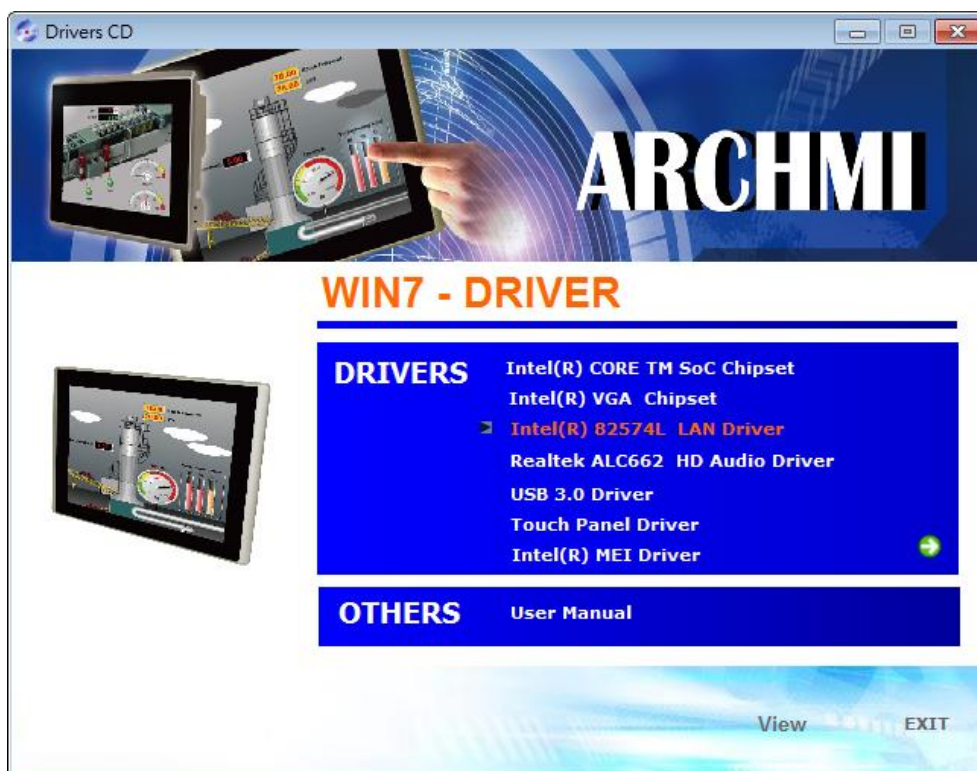 Drivers CD
ARCHMI
WIN7 - DRIVER
DRIVERS
Intel(R) CORE TM SoC Chipset
Intel(R) VGA Chipset
Intel(R) 82574L LAN Driver
Realtek ALC662 HD Audio Driver
USB 3.0 Driver
Touch Panel Driver
Intel(R) MEI Driver
OTHERS
User Manual
View
EXIT